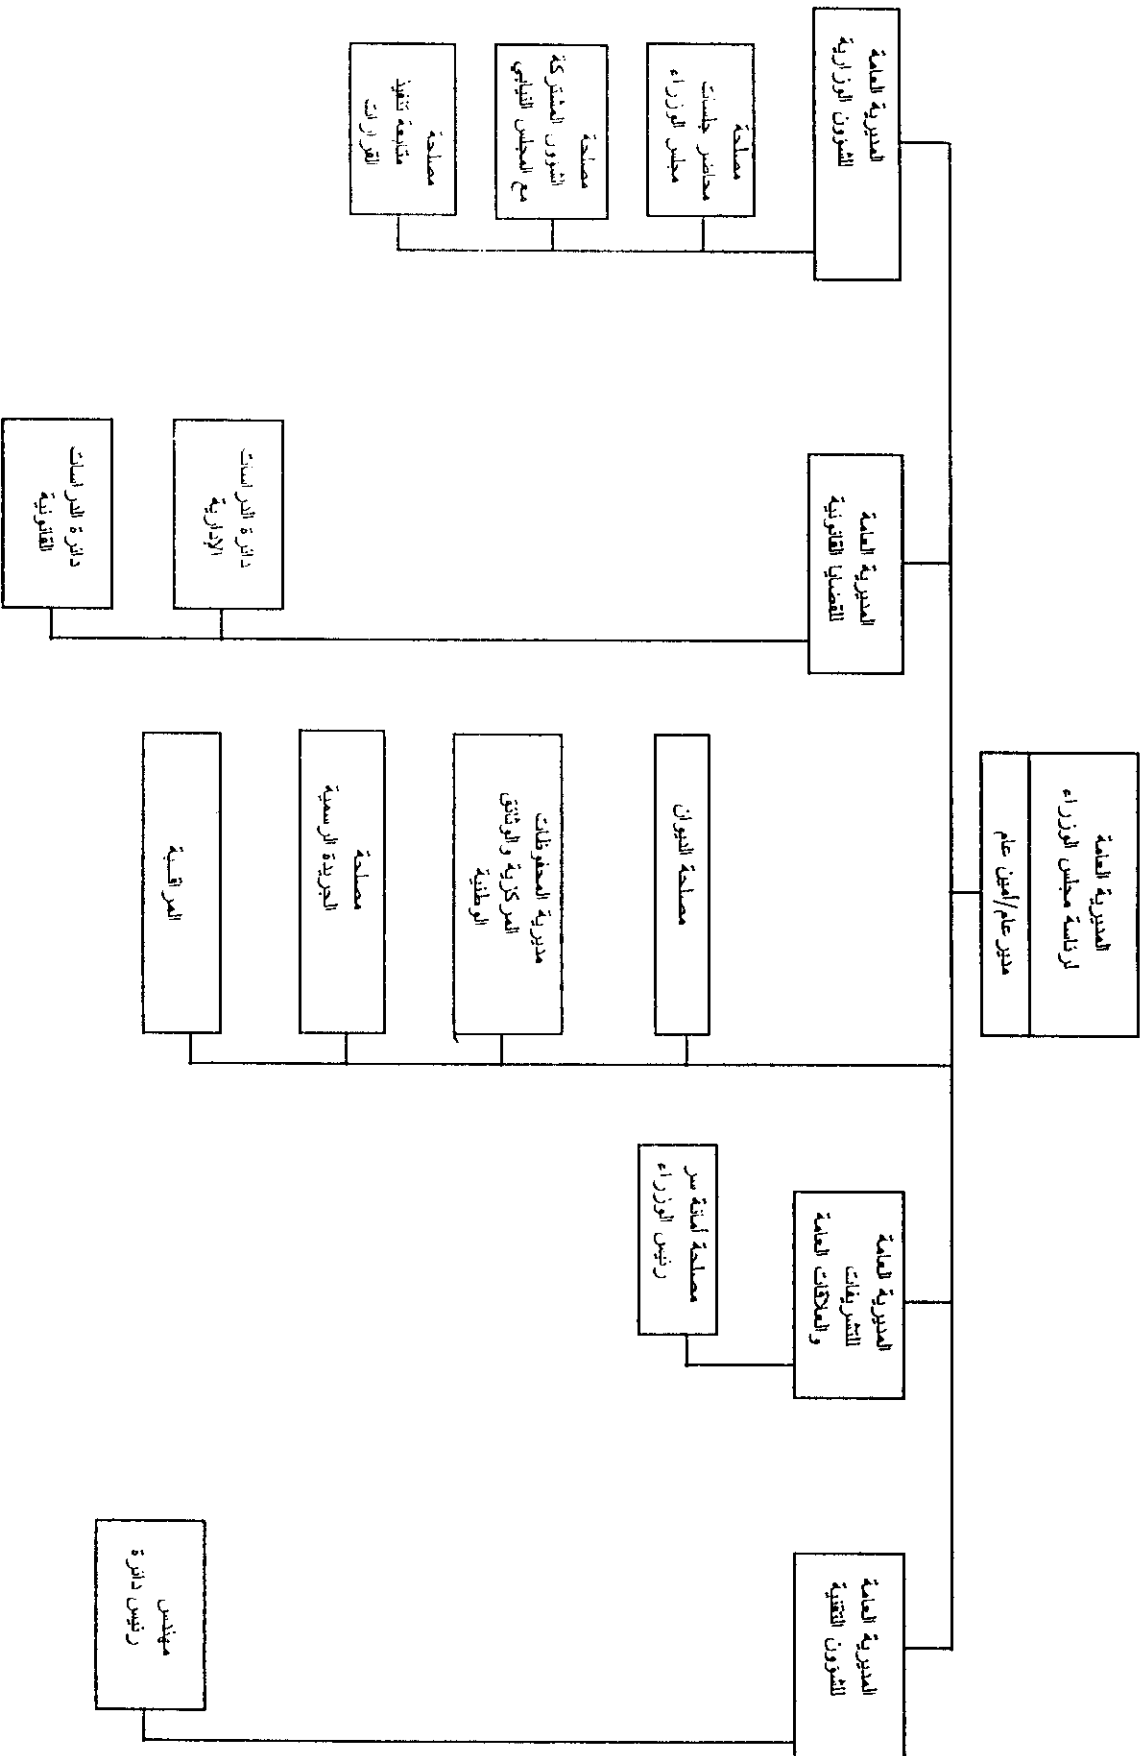 المديرية العامة
لرئاسة مجلس الوزراء
مدير عام/أمين عام
المديرية العامة
للشؤون التقنية
مهندس
رئيس دائرة
المديرية العامة
للتشريفات
والعلاقات العامة
مصلحة أمانة سر
رئيس الوزراء
مصلحة الديوان
مديرية المحفوظات
المركزية والوثائق
الوطنية
مصلحة
الجريدة الرسمية
المراقبة
المديرية العامة
للقضايا القانونية
دائرة الدراسات
الإدارية
دائرة الدراسات
القانونية
المديرية العامة
للشؤون الوزارية
مصلحة
محاضر جلسات
مجلس الوزراء
مصلحة
الشؤون المشتركة
مع المجلس النيابي
مصلحة
متابعة تنفيذ
القرارات